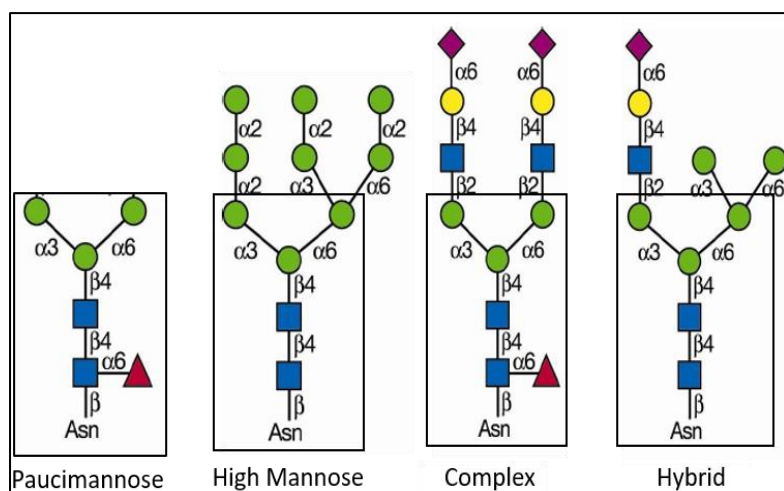 α6 α6 α6
β4 β4 β4
α2 α2 α2
α2 α3 α6 β2 β2 β2 α3 α6
α3 α6 α3 α6 α3 α6 α3 α6
β4 β4 β4 β4
β4 β4 β4 β4
α6 α6
β β β β
Asn Asn Asn Asn
Paucimannose High Mannose Complex Hybrid